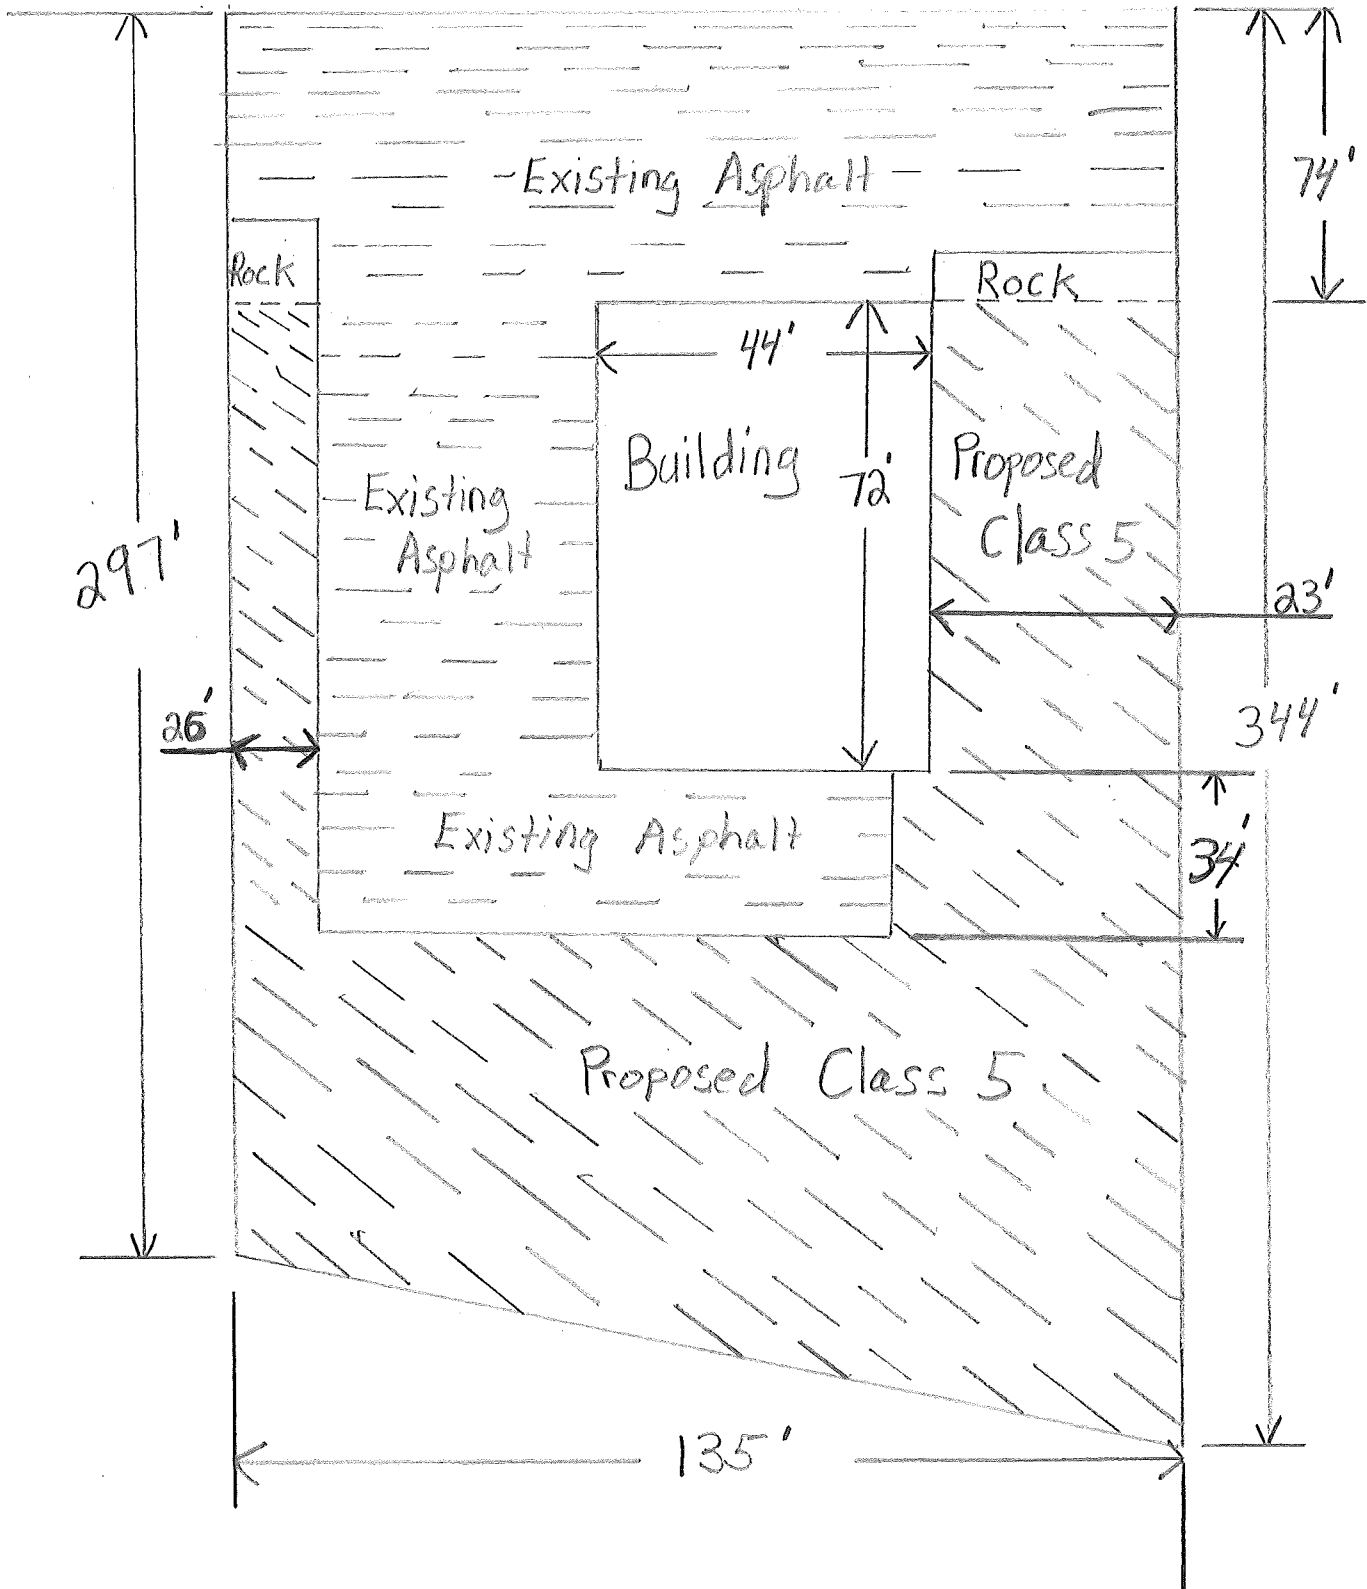 Existing Asphalt
74'
Rock
Rock
44'
Building
72'
Proposed
Class 5
Existing
Asphalt
297'
23'
26'
344'
Existing Asphalt
34'
Proposed Class 5
135'